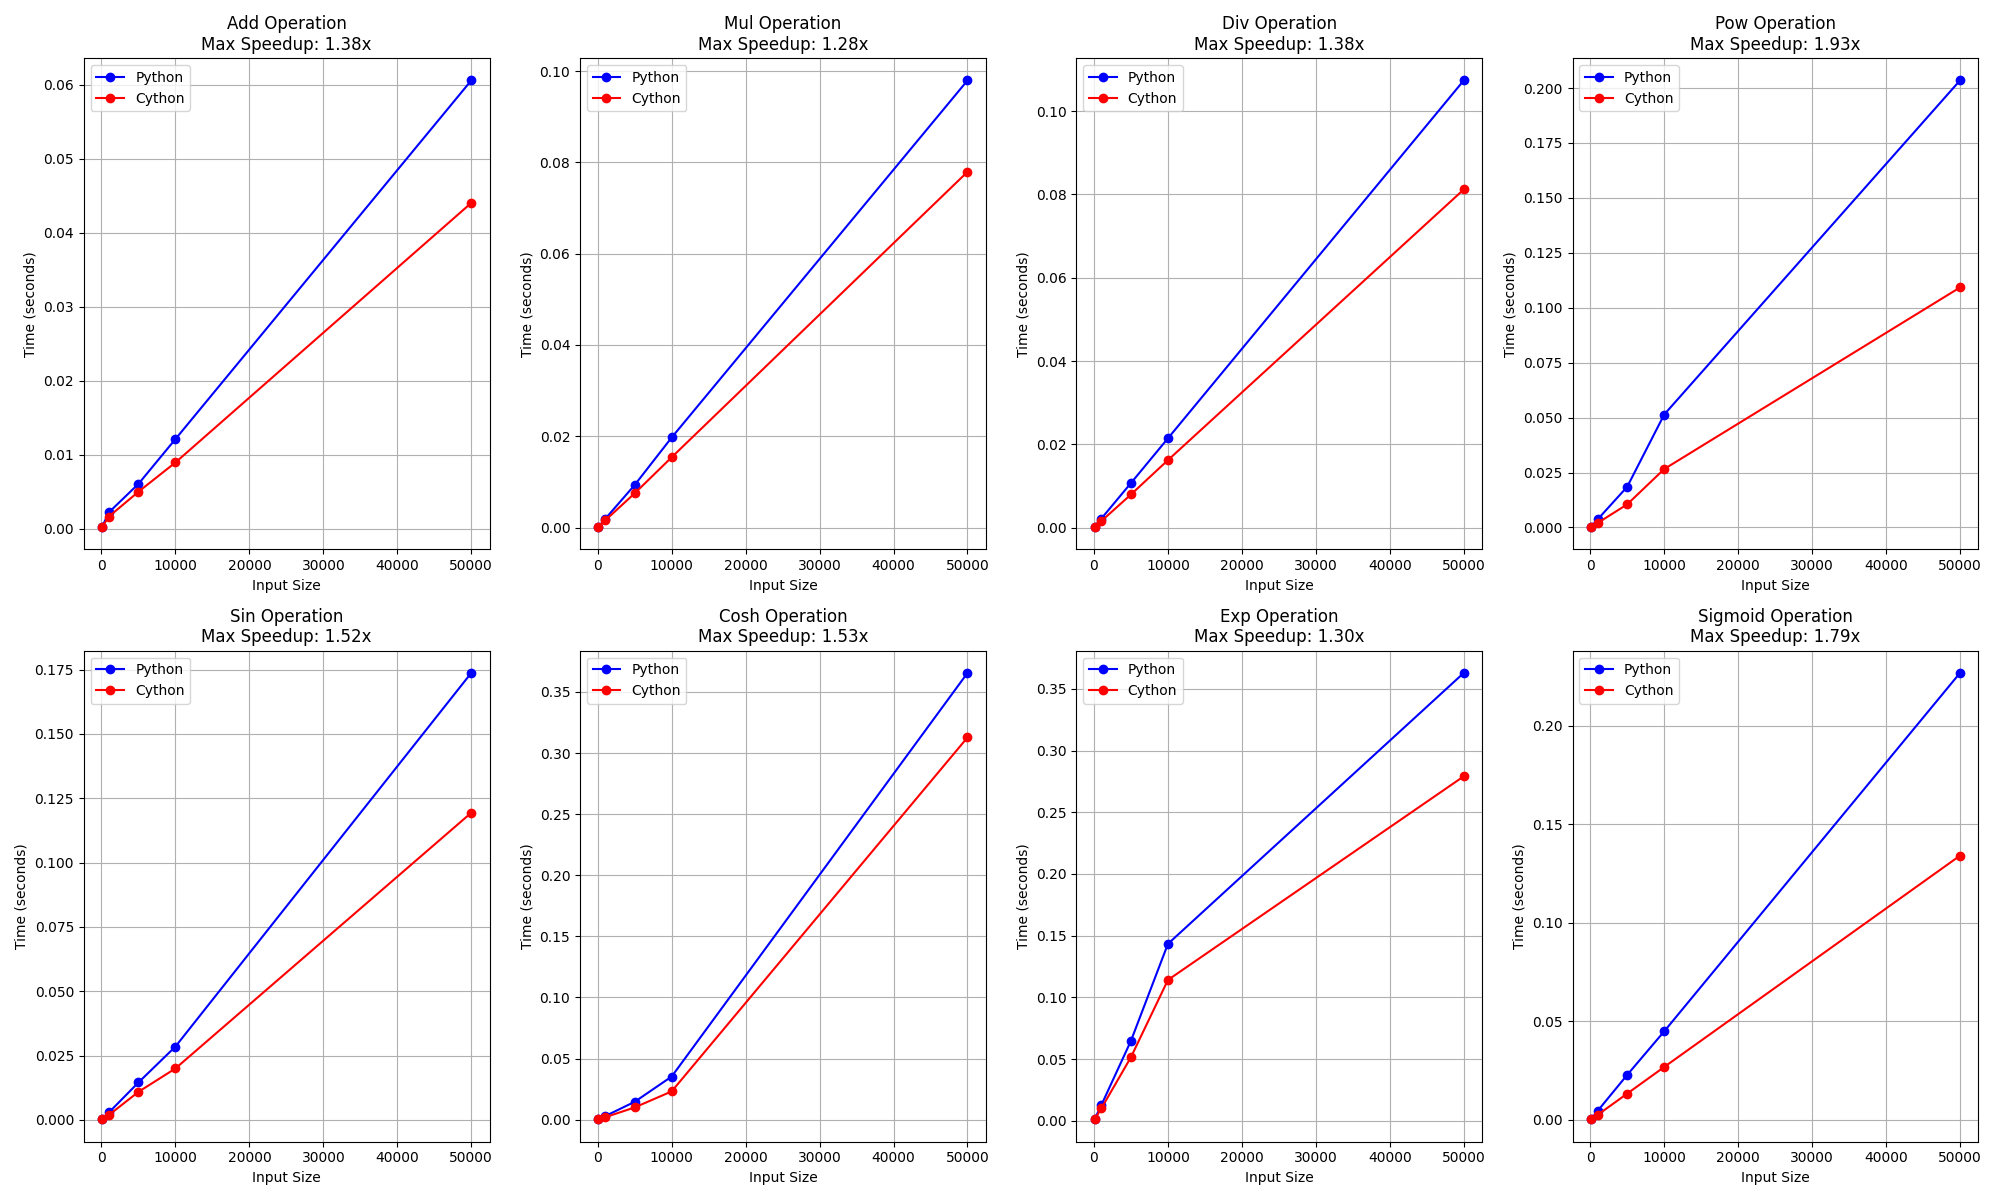 Add Operation
Max Speedup: 1.38x
Python
Cython
Time (seconds)
0.06
0.05
0.04
0.03
0.02
0.01
0.00
0 10000 20000 30000 40000 50000
Input Size
Mul Operation
Max Speedup: 1.28x
Python
Cython
Time (seconds)
0.10
0.08
0.06
0.04
0.02
0.00
0 10000 20000 30000 40000 50000
Input Size
Div Operation
Max Speedup: 1.38x
Python
Cython
Time (seconds)
0.10
0.08
0.06
0.04
0.02
0.00
0 10000 20000 30000 40000 50000
Input Size
Pow Operation
Max Speedup: 1.93x
Python
Cython
Time (seconds)
0.200
0.175
0.150
0.125
0.100
0.075
0.050
0.025
0.000
0 10000 20000 30000 40000 50000
Input Size
Sin Operation
Max Speedup: 1.52x
Python
Cython
Time (seconds)
0.175
0.150
0.125
0.100
0.075
0.050
0.025
0.000
0 10000 20000 30000 40000 50000
Input Size
Cosh Operation
Max Speedup: 1.53x
Python
Cython
Time (seconds)
0.35
0.30
0.25
0.20
0.15
0.10
0.05
0.00
0 10000 20000 30000 40000 50000
Input Size
Exp Operation
Max Speedup: 1.30x
Python
Cython
Time (seconds)
0.35
0.30
0.25
0.20
0.15
0.10
0.05
0.00
0 10000 20000 30000 40000 50000
Input Size
Sigmoid Operation
Max Speedup: 1.79x
Python
Cython
Time (seconds)
0.20
0.15
0.10
0.05
0.00
0 10000 20000 30000 40000 50000
Input Size